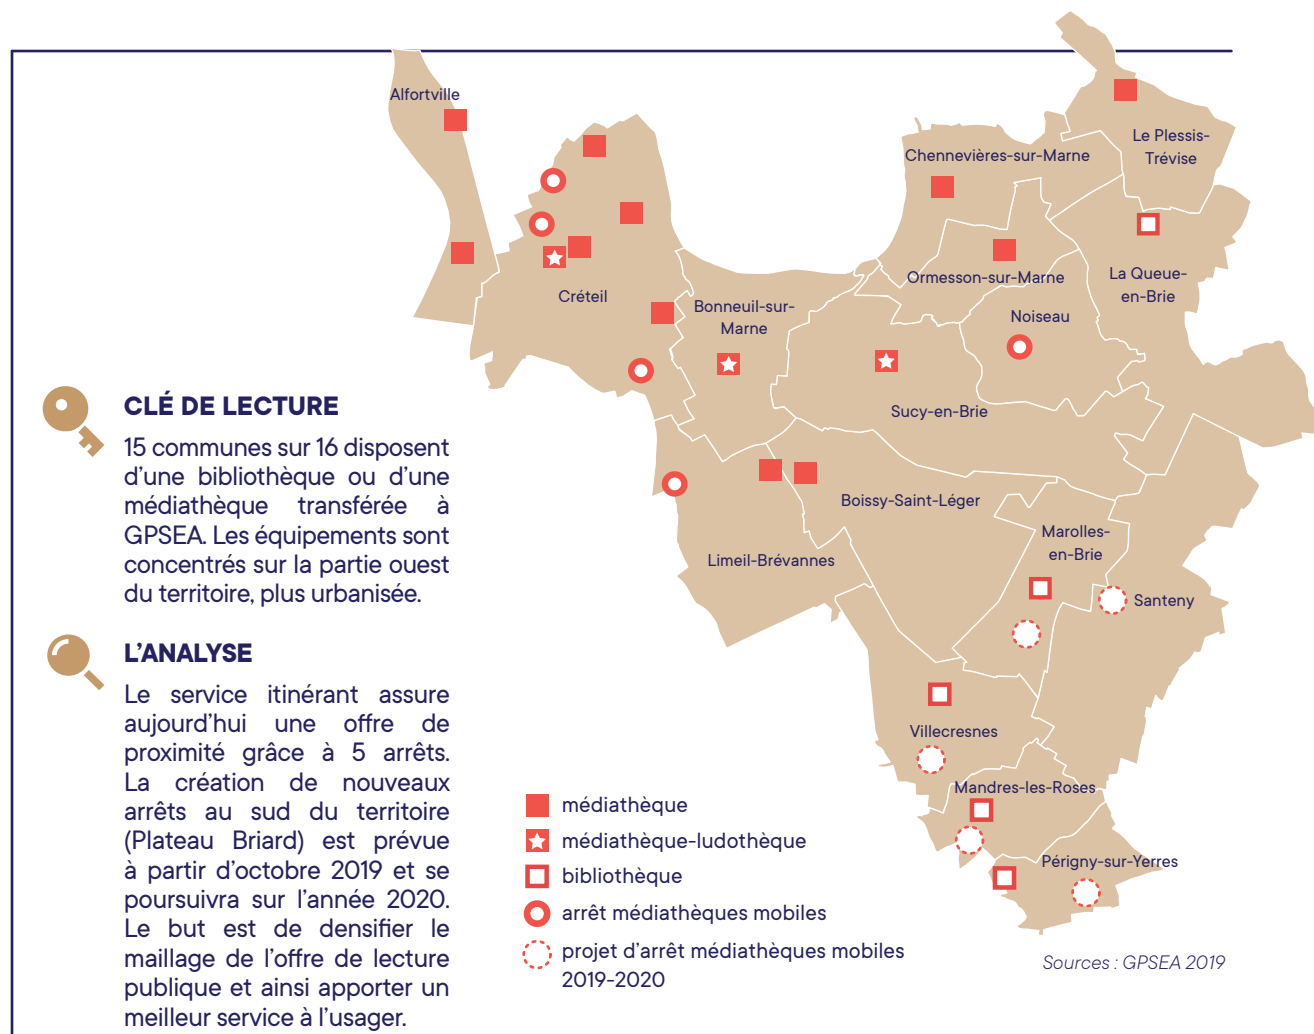 Alfortville
Le Plessis-
Trévise
Chennevières-sur-Marne
Ormesson-sur-Marne
La Queue-
en-Brie
Créteil
Bonneuil-sur-
Marne
Noiseau
Sucy-en-Brie
Boissy-Saint-Léger
Marolles-
en-Brie
Limeil-Brévannes
Santeny
Villecresnes
Mandres-les-Roses
Périgny-sur-Yerres
CLÉ DE LECTURE
15 communes sur 16 disposent
d'une bibliothèque ou d'une
médiathèque transférée à
GPSEA. Les équipements sont
concentrés sur la partie ouest
du territoire, plus urbanisée.
L'ANALYSE
Le service itinérant assure
aujourd'hui une offre de
proximité grâce à 5 arrêts.
La création de nouveaux
arrêts au sud du territoire
(Plateau Briard) est prévue
à partir d'octobre 2019 et se
poursuivra sur l'année 2020.
Le but est de densifier le
maillage de l'offre de lecture
publique et ainsi apporter un
meilleur service à l'usager.
médiathèque
médiathèque-ludothèque
bibliothèque
arrêt médiathèques mobiles
projet d'arrêt médiathèques mobiles
2019-2020
Sources : GPSEA 2019